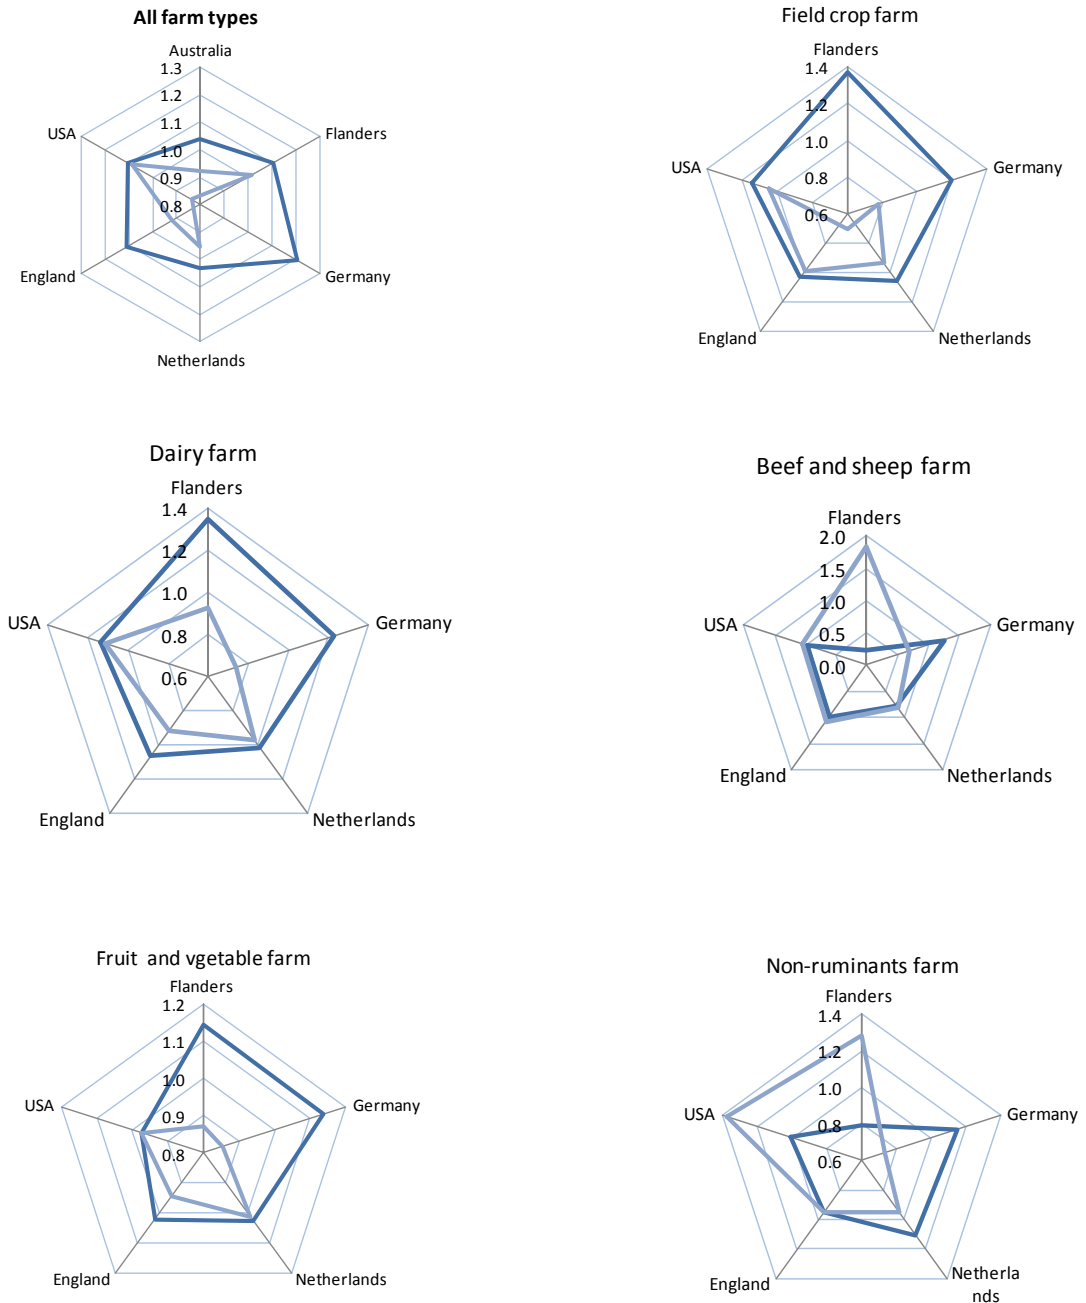 All farm types
Australia
1.3
1.2
1.1
1.0
0.9
0.8
USA
Flanders
England
Germany
Netherlands
Field crop farm
Flanders
1.4
1.2
1.0
0.8
0.6
USA
Germany
England
Netherlands
Dairy farm
Flanders
1.4
1.2
1.0
0.8
0.6
USA
Germany
England
Netherlands
Beef and sheep farm
Flanders
2.0
1.5
1.0
0.5
0.0
USA
Germany
England
Netherlands
Fruit and vgetable farm
Flanders
1.2
1.1
1.0
0.9
0.8
USA
Germany
England
Netherlands
Non-ruminants farm
Flanders
1.4
1.2
1.0
0.8
0.6
USA
Germany
England
Netherla
nds